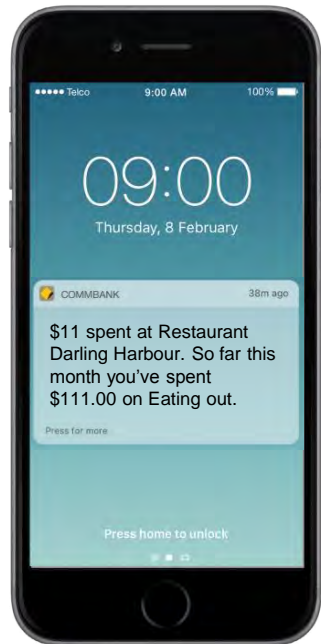 Telco 9:00 AM 100%
09:00
Thursday, 8 February
COMMBANK 38m ago
$11 spent at Restaurant
Darling Harbour. So far this
month you've spent
$111.00 on Eating out.
Press for more
Press home to unlock